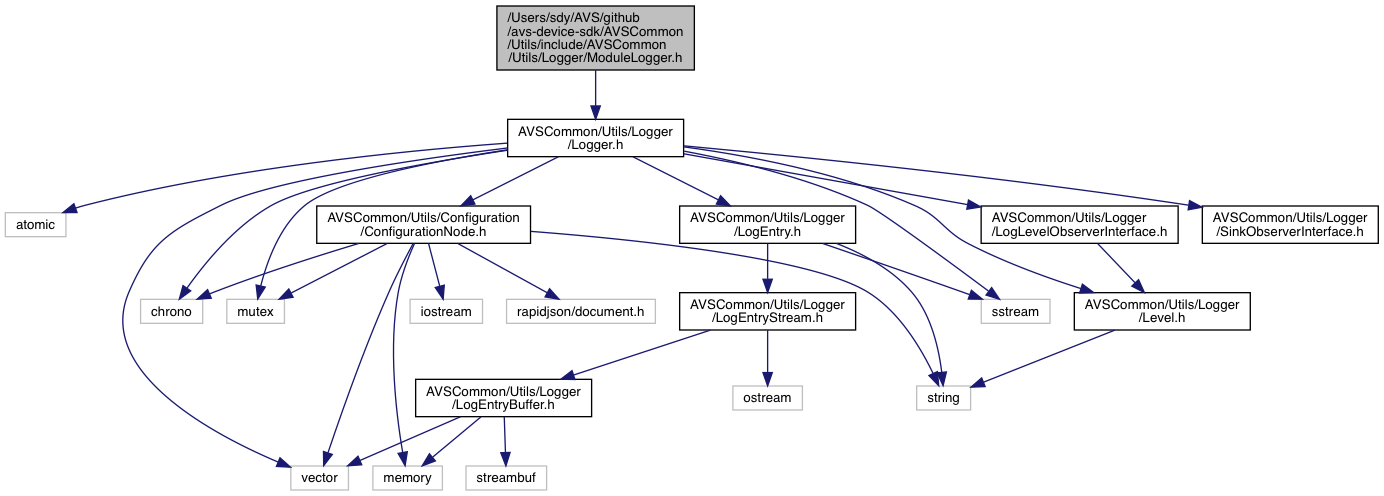 /Users/sdy/AVS/github
/avs-device-sdk/AVSCommon
/Utils/include/AVSCommon
/Utils/Logger/ModuleLogger.h
AVSCommon/Utils/Logger
/Logger.h
atomic
AVSCommon/Utils/Configuration
/ConfigurationNode.h
AVSCommon/Utils/Logger
/LogEntry.h
AVSCommon/Utils/Logger
/LogLevelObserverInterface.h
AVSCommon/Utils/Logger
/SinkObserverInterface.h
chrono
mutex
iostream
rapidjson/document.h
AVSCommon/Utils/Logger
/LogEntryStream.h
sstream
AVSCommon/Utils/Logger
/Level.h
AVSCommon/Utils/Logger
/LogEntryBuffer.h
ostream
string
vector
memory
streambuf